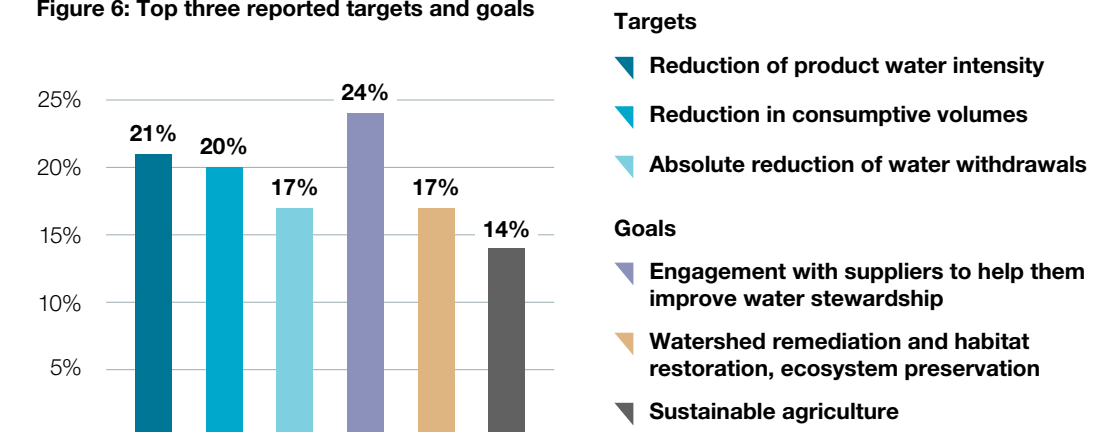 Figure 6: Top three reported targets and goals
25%
20%
15%
10%
5%
21%
20%
17%
24%
17%
14%
Targets
Reduction of product water intensity
Reduction in consumptive volumes
Absolute reduction of water withdrawals
Goals
Engagement with suppliers to help them
improve water stewardship
Watershed remediation and habitat
restoration, ecosystem preservation
Sustainable agriculture